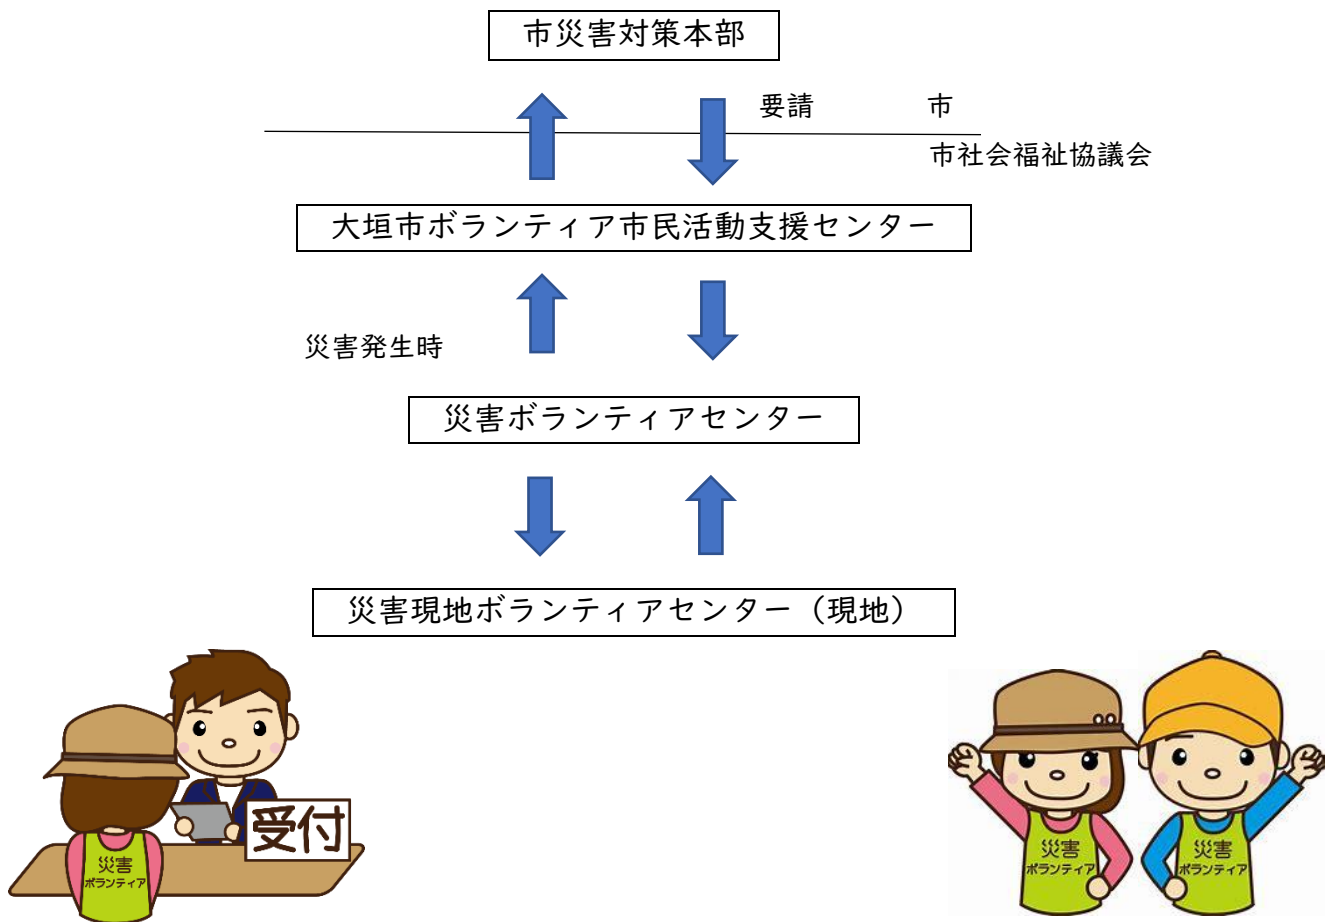 市災害対策本部
要請
市
市社会福祉協議会
大垣市ボランティア市民活動支援センター
災害発生時
災害ボランティアセンター
災害現地ボランティアセンター（現地）
受付
災害
ボランティア
災害
ボランティア
災害
ボランティア